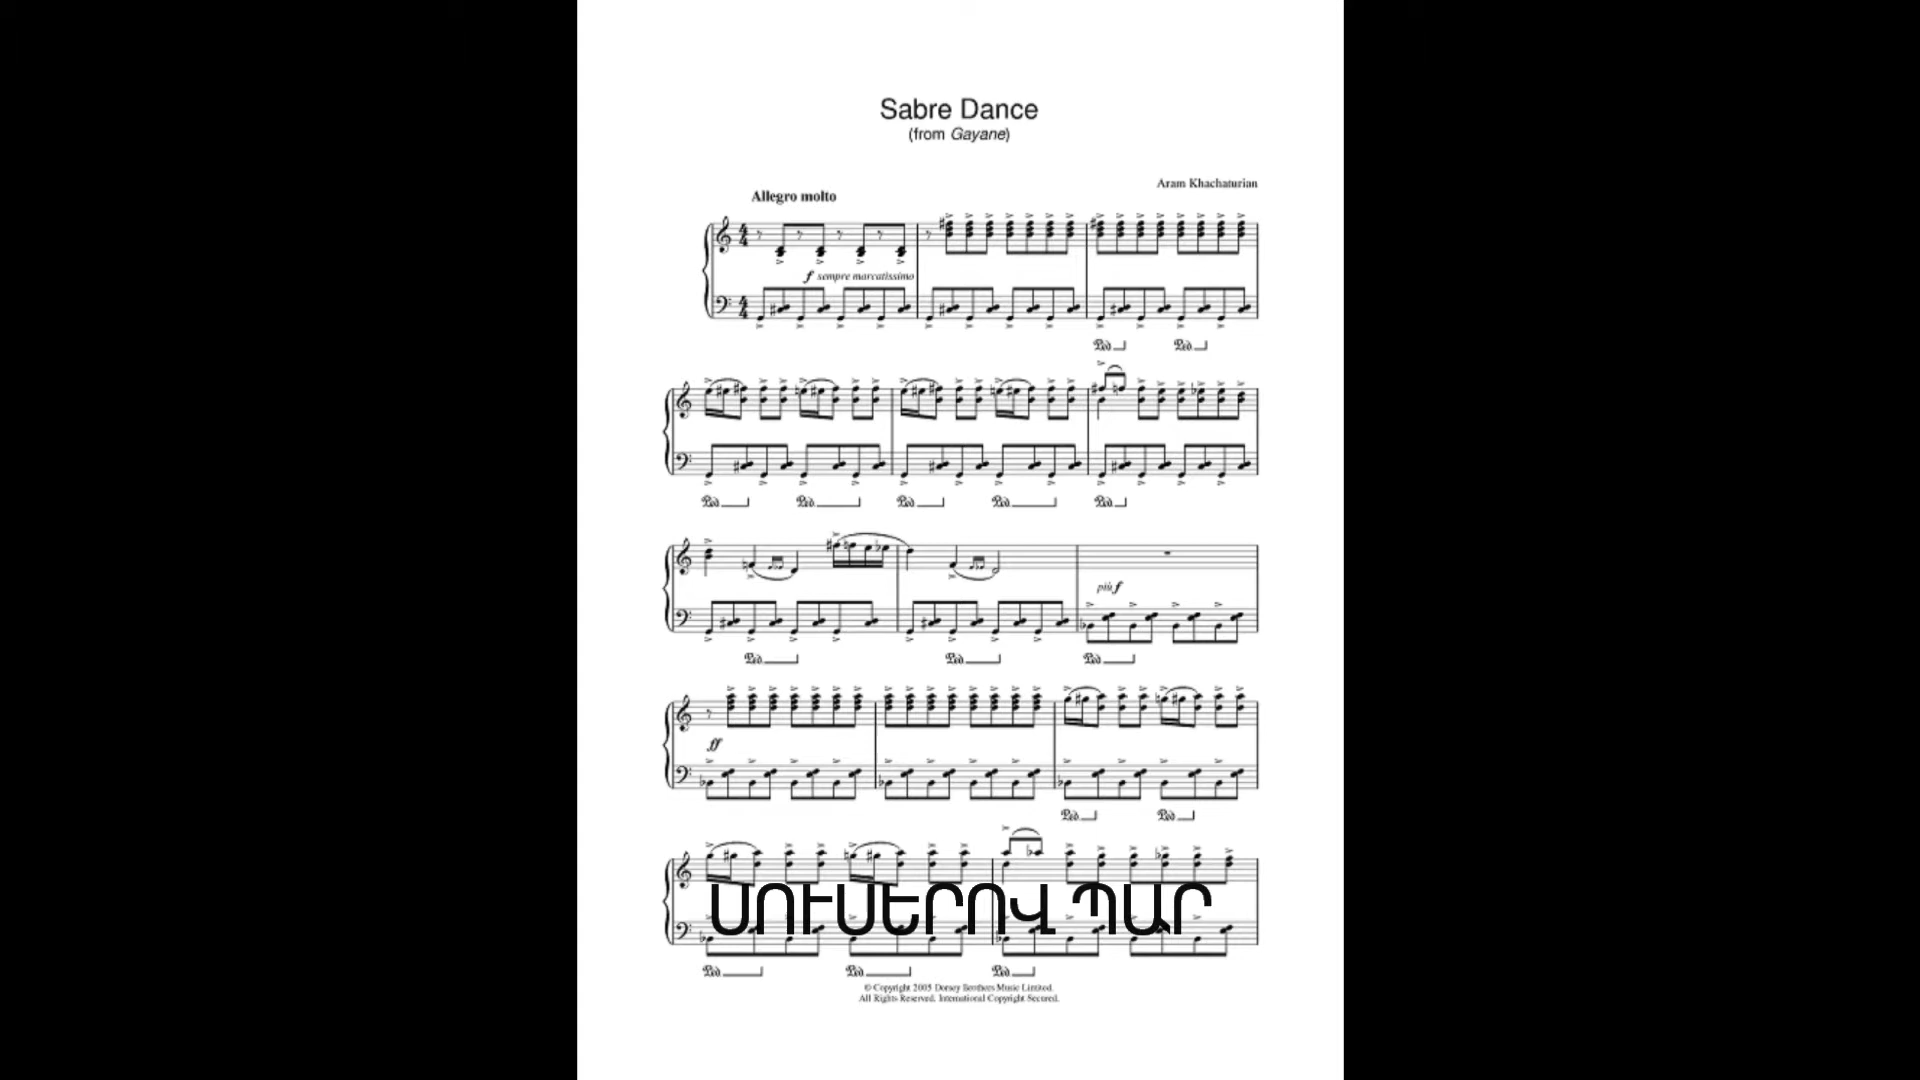 Sabre Dance
(from Gayane)
Aram Khachaturian
Allegro molto
f sempre marcatissimo
più f
ff
ՍՈՒՍԵՐՈՎ ՊԱՐ
© Copyright 2005 Dorsey Brothers Music Limited.
All Rights Reserved. International Copyright Secured.